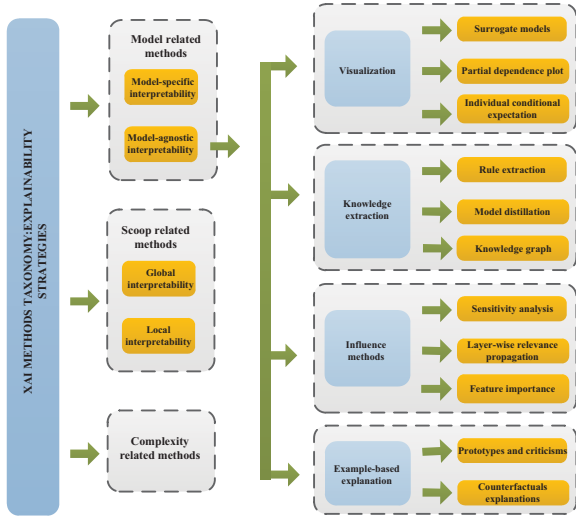 XAI METHODS TAXONOMY:EXPLAINABILITY
STRATEGIES
Model related
methods
Model-specific
interpretability
Model-agnostic
interpretability
Scoop related
methods
Global
interpretability
Local
interpretability
Complexity
related methods
Visualization
Surrogate models
Partial dependence plot
Individual conditional
expectation
Knowledge
extraction
Rule extraction
Model distillation
Knowledge graph
Influence
methods
Sensitivity analysis
Layer-wise relevance
propagation
Feature importance
Example-based
explanation
Prototypes and criticisms
Counterfactuals
explanations